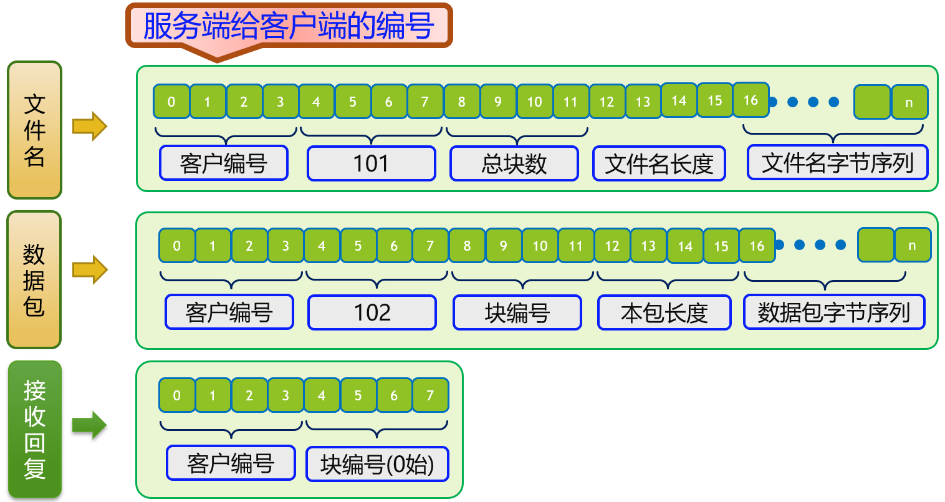 服务端给客户端的编号
文件名
0 1 2 3 4 5 6 7 8 9 10 11 12 13 14 15 16 n
客户编号 101 总块数 文件名长度 文件名字节序列
数据包
0 1 2 3 4 5 6 7 8 9 10 11 12 13 14 15 16 n
客户编号 102 块编号 本包长度 数据包字节序列
接收回复
0 1 2 3 4 5 6 7
客户编号 块编号(0始)